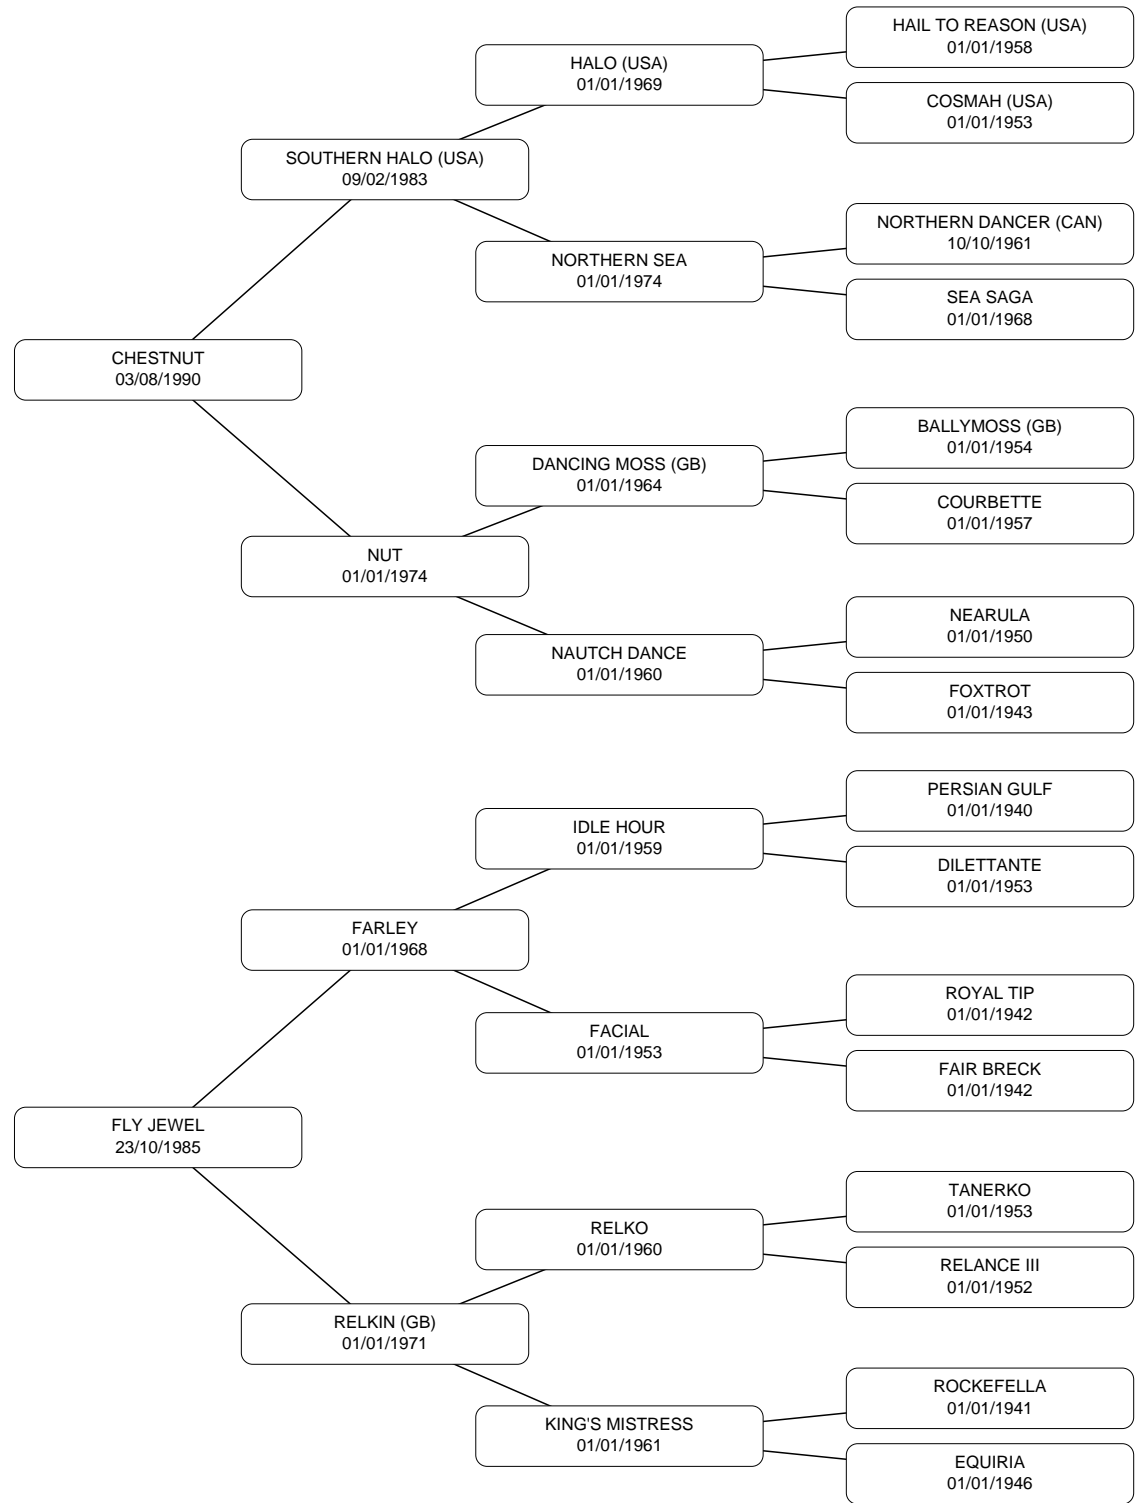 HAIL TO REASON (USA)
01/01/1958
HALO (USA)
01/01/1969
COSMAH (USA)
01/01/1953
SOUTHERN HALO (USA)
09/02/1983
NORTHERN DANCER (CAN)
10/10/1961
NORTHERN SEA
01/01/1974
SEA SAGA
01/01/1968
CHESTNUT
03/08/1990
BALLYMOSS (GB)
01/01/1954
DANCING MOSS (GB)
01/01/1964
COURBETTE
01/01/1957
NUT
01/01/1974
NEARULA
01/01/1950
NAUTCH DANCE
01/01/1960
FOXTROT
01/01/1943
PERSIAN GULF
01/01/1940
IDLE HOUR
01/01/1959
DILETTANTE
01/01/1953
FARLEY
01/01/1968
ROYAL TIP
01/01/1942
FACIAL
01/01/1953
FAIR BRECK
01/01/1942
FLY JEWEL
23/10/1985
TANERKO
01/01/1953
RELKO
01/01/1960
RELANCE III
01/01/1952
RELKIN (GB)
01/01/1971
ROCKEFELLA
01/01/1941
KING'S MISTRESS
01/01/1961
EQUIRIA
01/01/1946